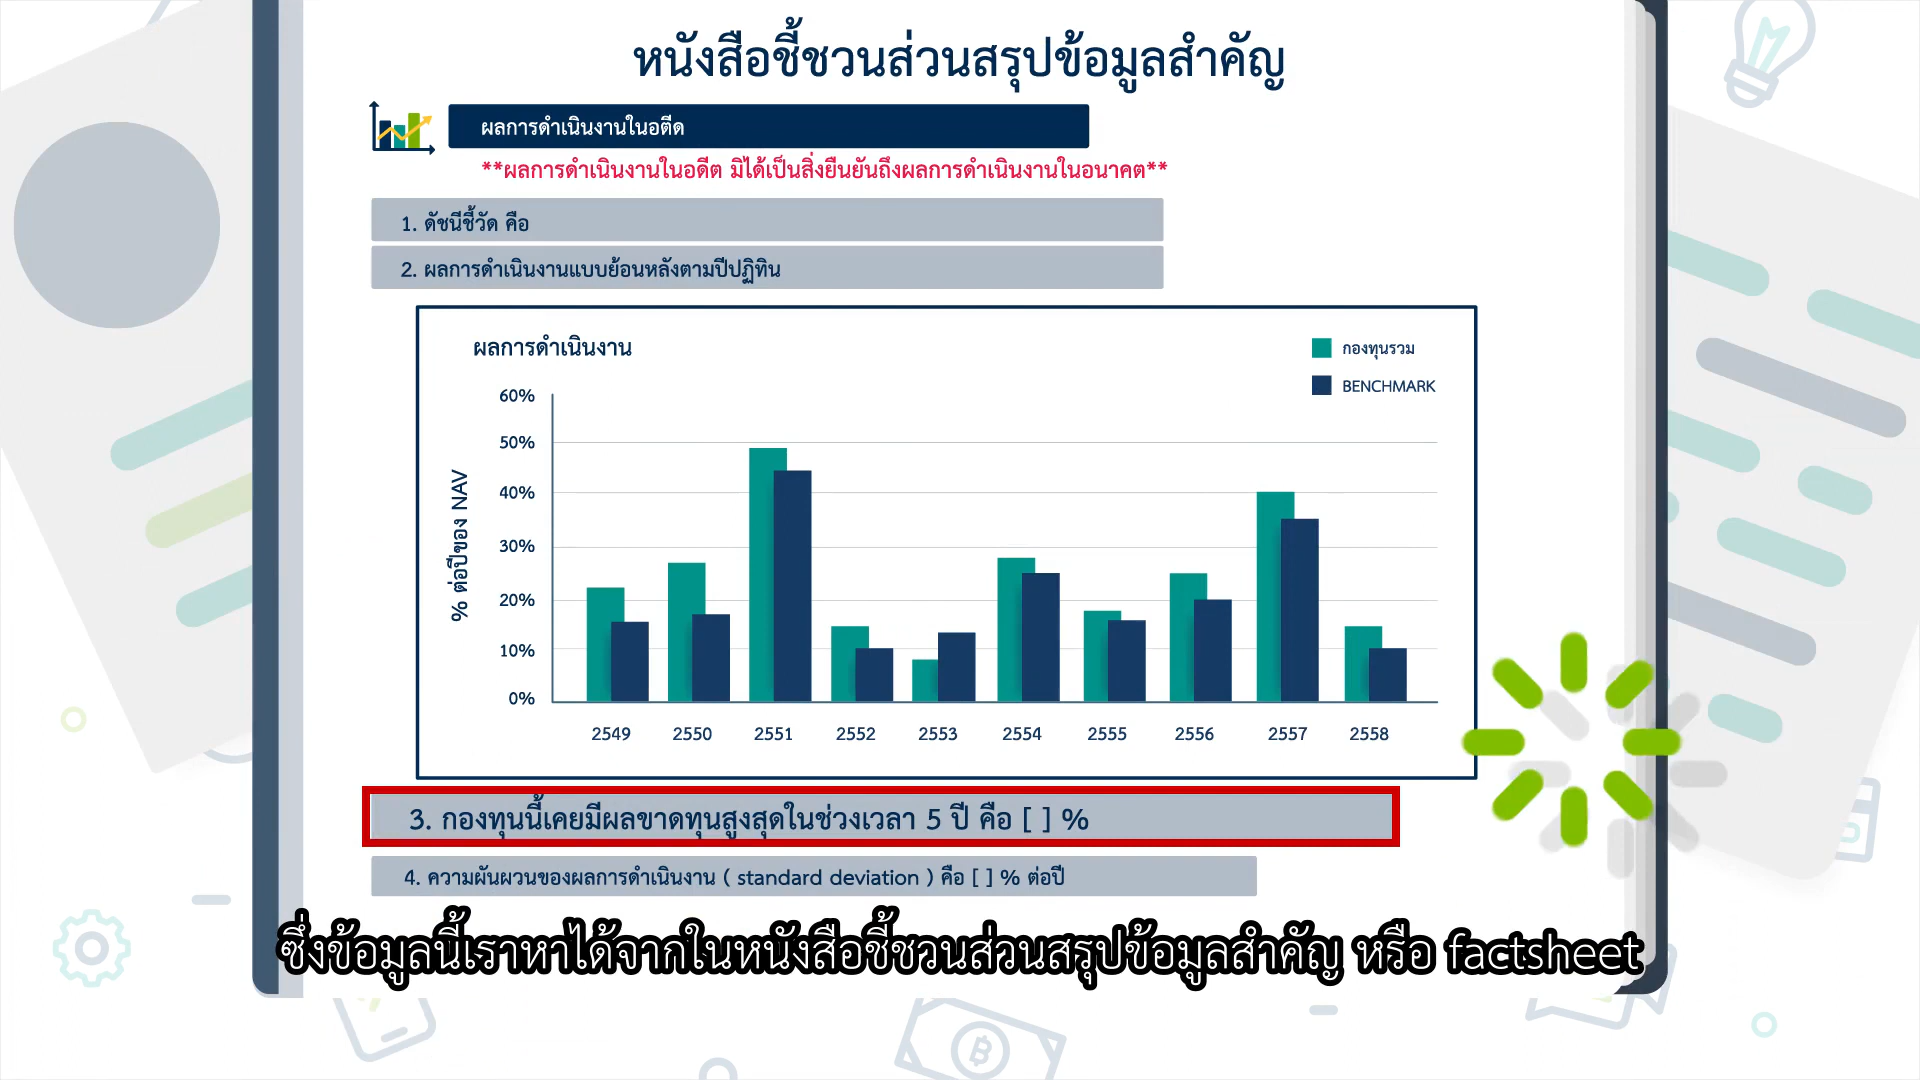 หนังสือชี้ชวนส่วนสรุปข้อมูลสำคัญ
ผลการดำเนินงานในอตีด
**ผลการดำเนินงานในอดีต มิได้เป็นสิ่งยืนยันถึงผลการดำเนินงานในอนาคต**
1. ดัชนีชี้วัด คือ
2. ผลการดำเนินงานแบบย้อนหลังตามปีปฏิทิน
ผลการดำเนินงาน
กองทุนรวม
BENCHMARK
% ต่อปีของ NAV
60%
50%
40%
30%
20%
10%
0%
2549 2550 2551 2552 2553 2554 2555 2556 2557 2558
3. กองทุนนี้เคยมีผลขาดทุนสูงสุดในช่วงเวลา 5 ปี คือ [ ] %
4. ความผันผวนของผลการดำเนินงาน ( standard deviation ) คือ [ ] % ต่อปี
ซึ่งข้อมูลนี้เราหาได้จากในหนังสือชี้ชวนส่วนสรุปข้อมูลสำคัญ หรือ factsheet